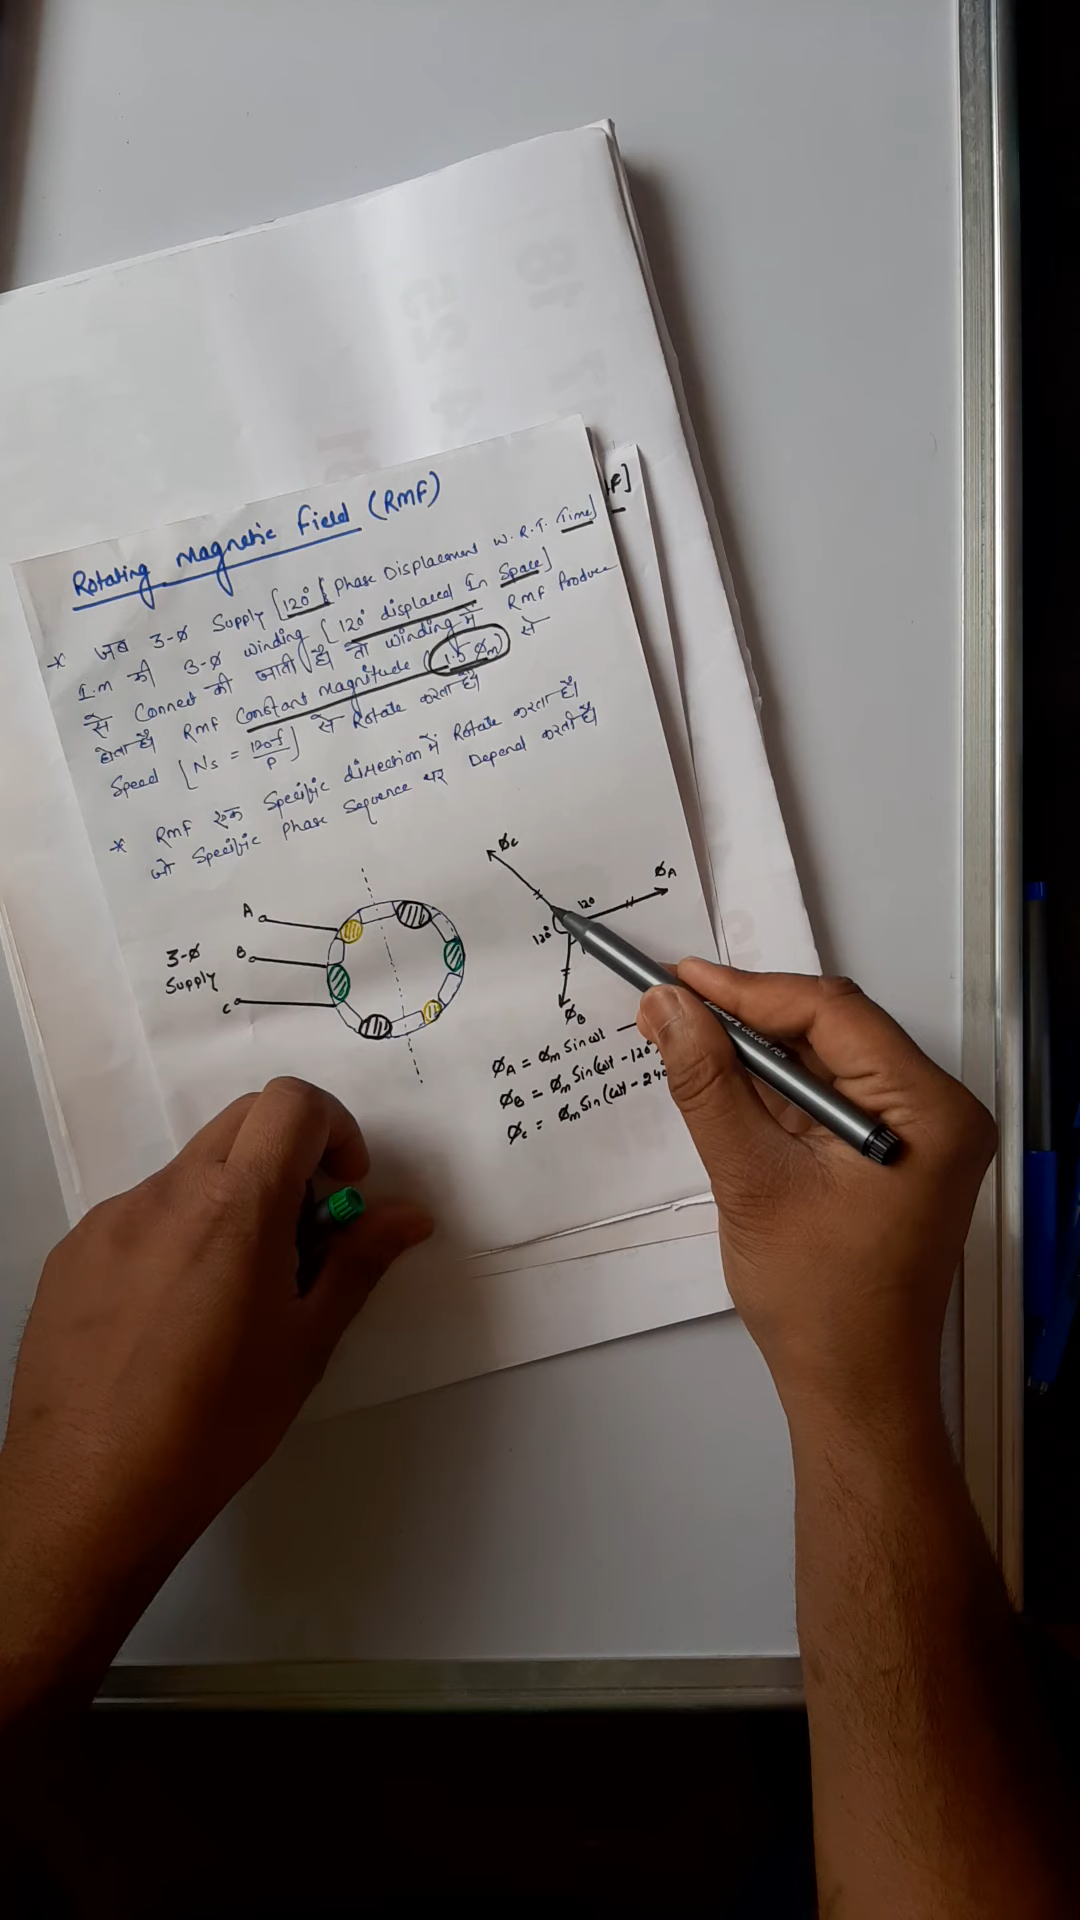 Rotating Magnetic Field (RMF)
* जब 3-Ø Supply [120° Phase Displacement W.R.T. Time]
I.M की 3-Ø winding [120° displaced In Space]
से Connect की जाती है। तो winding में RMF Produce
होता है। RMF Constant Magnitude (1.5 Øm) से
Speed [Ns = 120f/P] से Rotate करता है।
* RMF एक Specific direction में Rotate करता है।
जो Specific Phase Sequence पर Depend करती है।
ØC
ØA
120
120°
ØB
A
3-Ø B
Supply
C
ØA = Øm Sin ωt
ØB = Øm Sin(ωt - 120°)
Øc = Øm Sin(ωt - 240